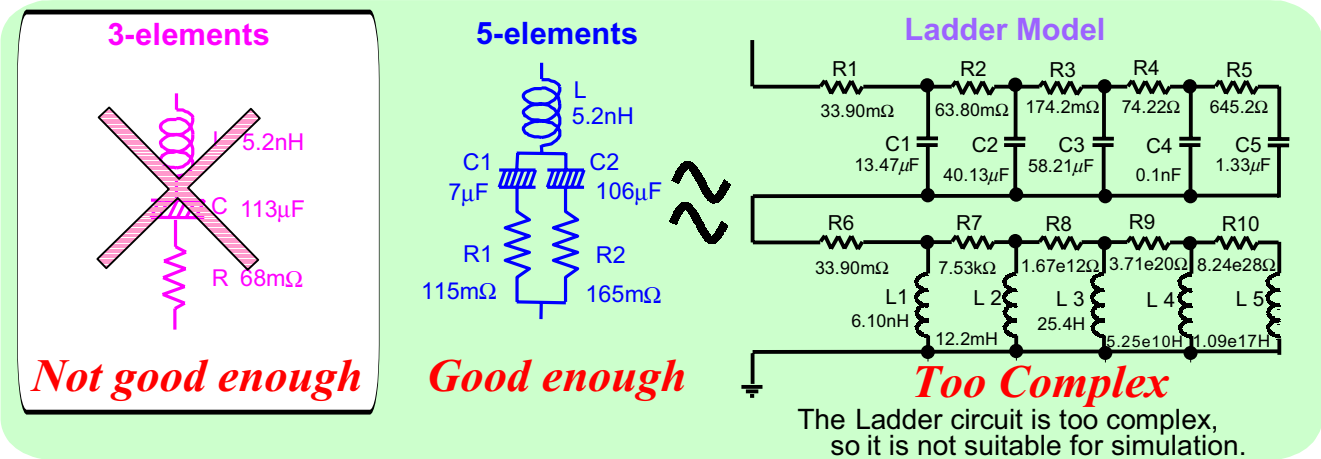 3-elements
L 5.2nH
C 113μF
R 68mΩ
Not good enough
5-elements
L
5.2nH
C1 C2
7μF 106μF
R1 R2
115mΩ 165mΩ
Good enough
Ladder Model
R1 R2 R3 R4 R5
33.90mΩ 63.80mΩ 174.2mΩ 74.22Ω 645.2Ω
C1 C2 C3 C4 C5
13.47μF 40.13μF 58.21μF 0.1nF 1.33μF
R6 R7 R8 R9 R10
33.90mΩ 7.53kΩ 1.67e12Ω 3.71e20Ω 8.24e28Ω
L1 L 2 L 3 L 4 L 5
6.10nH 12.2mH 25.4H 5.25e10H 1.09e17H
Too Complex
The Ladder circuit is too complex,
so it is not suitable for simulation.